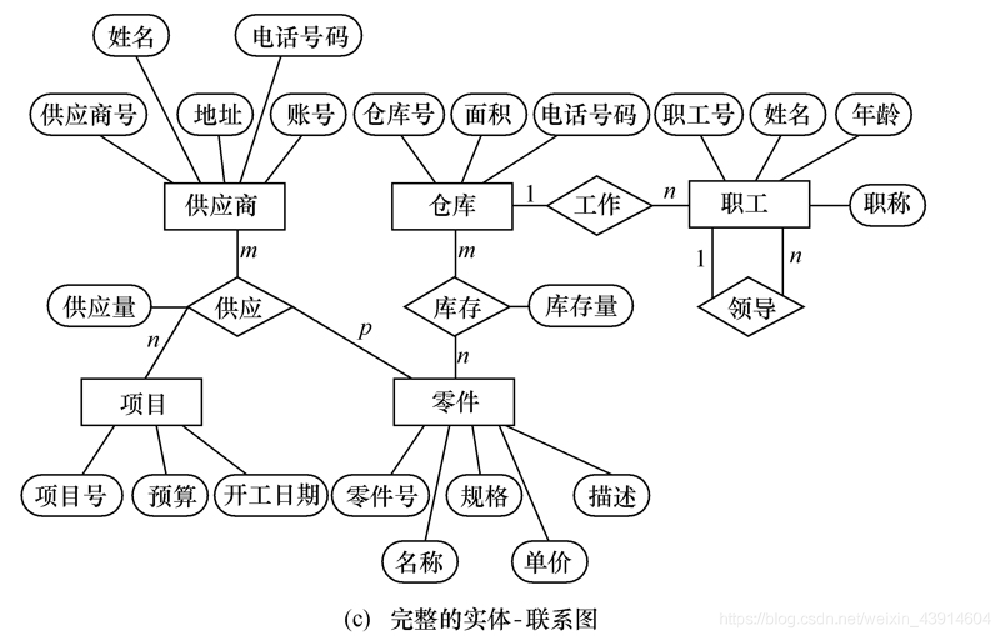 姓名 电话号码
供应商号 地址 账号 仓库号 面积 电话号码 职工号 姓名 年龄
供应商 仓库 1 工作 n 职工 职称
m m 1 n
供应量 供应 库存 库存量 领导
n p n
项目 零件
项目号 预算 开工日期 零件号 规格 描述
名称 单价
(c) 完整的实体-联系图
https://blog.csdn.net/weixin_43914604